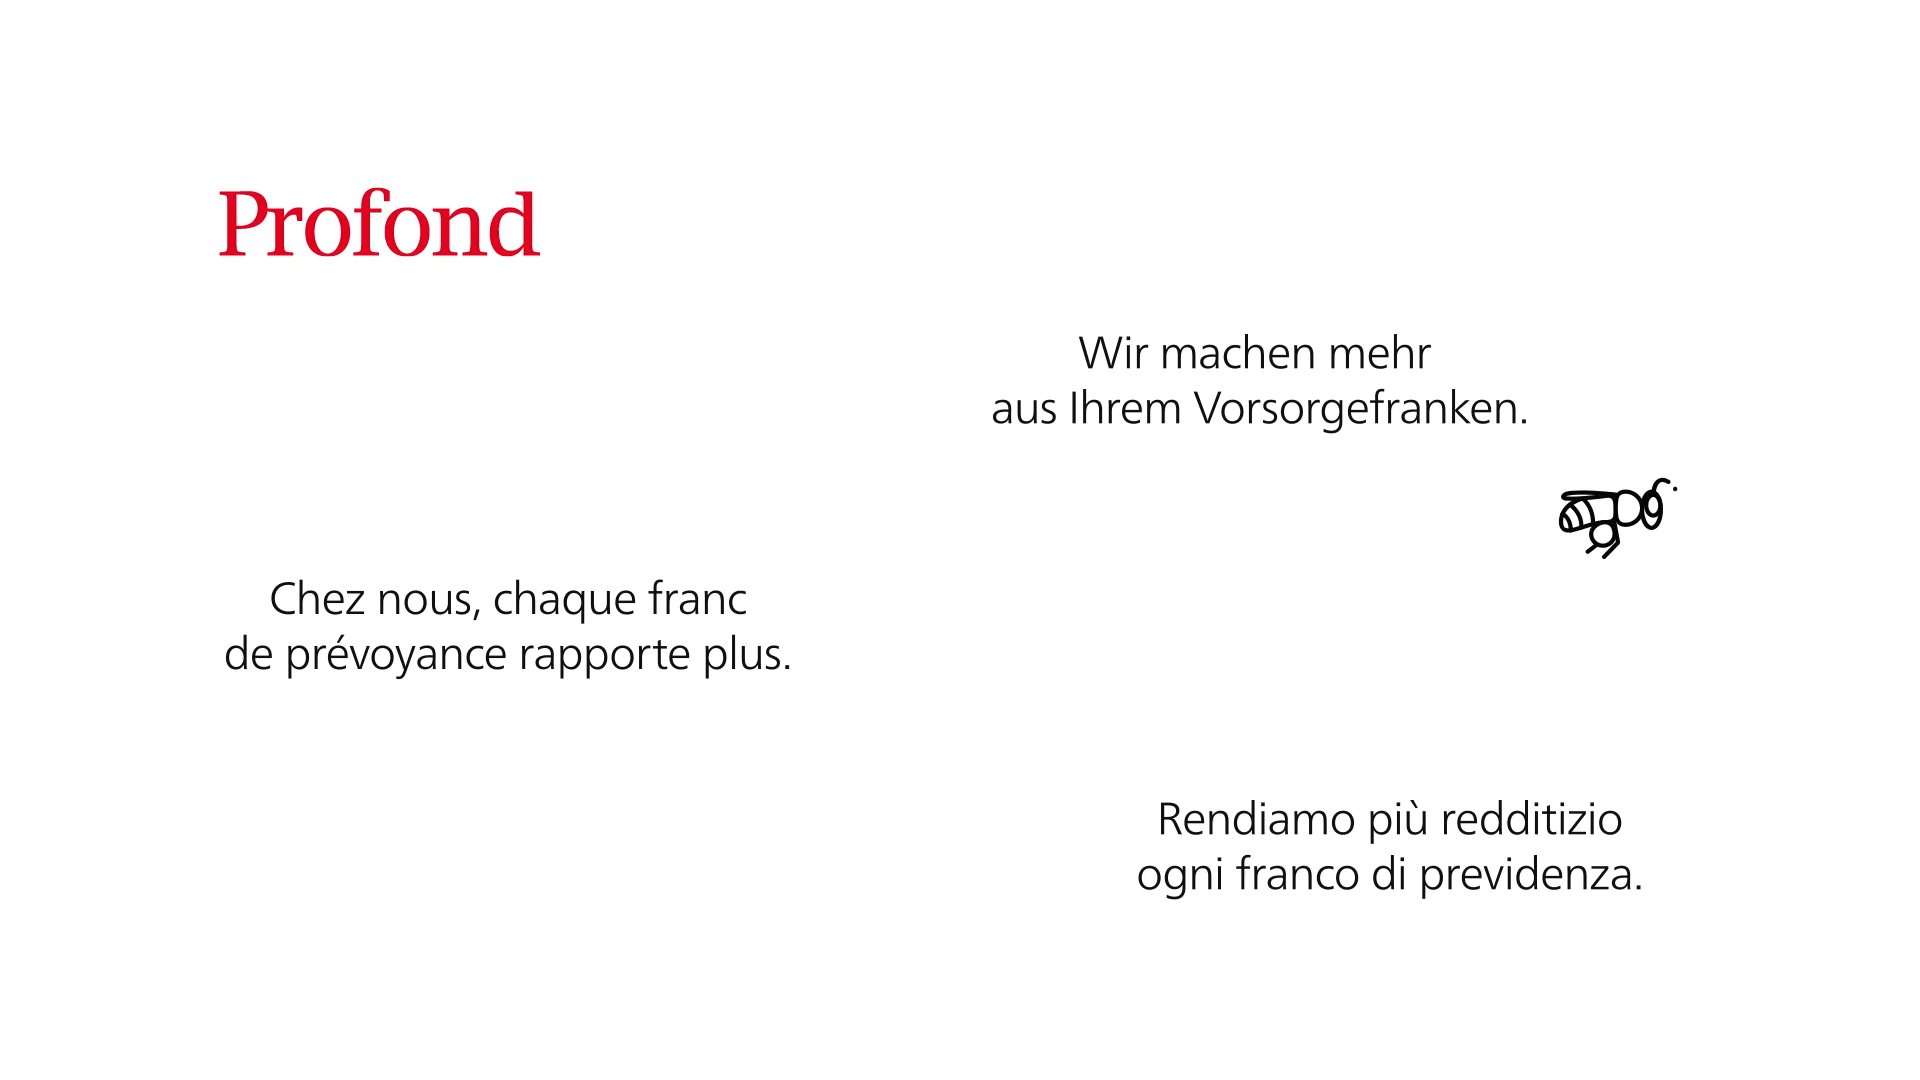 Profond
Wir machen mehr
aus Ihrem Vorsorgefranken.
Chez nous, chaque franc
de prévoyance rapporte plus.
Rendiamo più redditizio
ogni franco di previdenza.